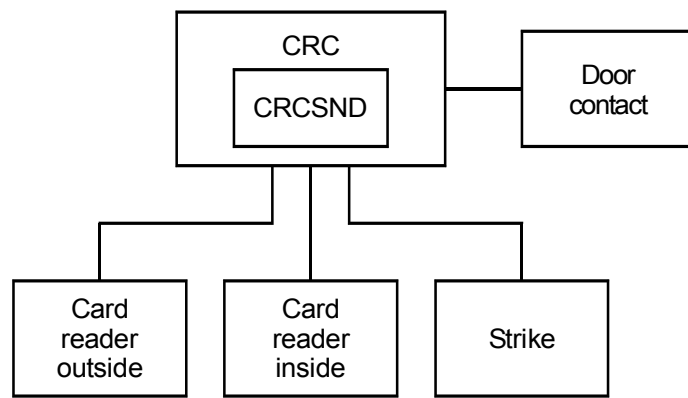 CRC
CRCSND
Door
contact
Card
reader
outside
Card
reader
inside
Strike